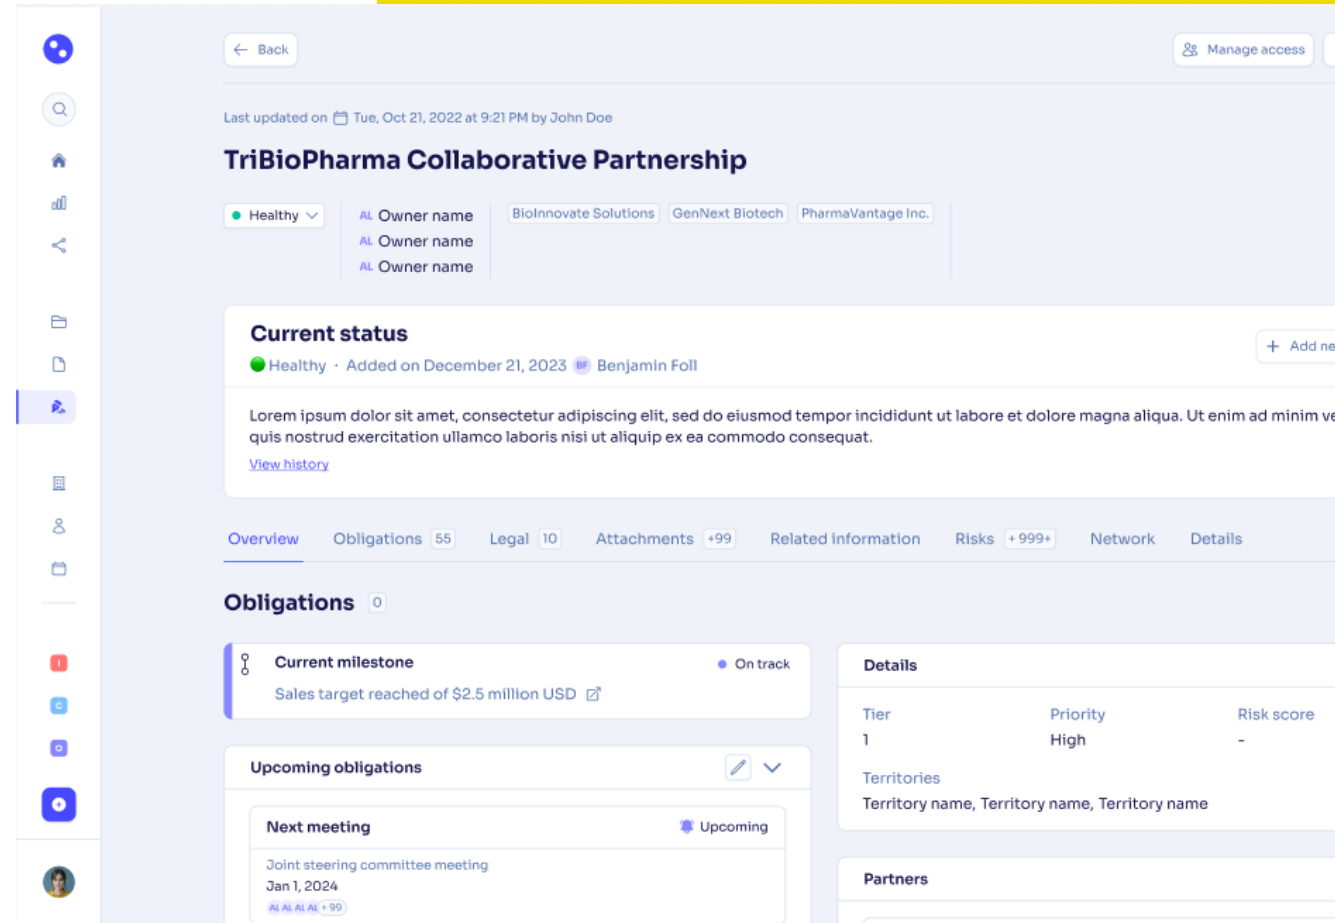 Back
Manage access
Last updated on Tue, Oct 21, 2022 at 9:21 PM by John Doe
TriBioPharma Collaborative Partnership
Healthy
AL Owner name
AL Owner name
AL Owner name
BioInnovate Solutions GenNext Biotech PharmaVantage Inc.
Current status
Healthy · Added on December 21, 2023 BF Benjamin Foll
+ Add ne
Lorem ipsum dolor sit amet, consectetur adipiscing elit, sed do eiusmod tempor incididunt ut labore et dolore magna aliqua. Ut enim ad minim ve
quis nostrud exercitation ullamco laboris nisi ut aliquip ex ea commodo consequat.
View history
Overview Obligations 55 Legal 10 Attachments +99 Related information Risks + 999+ Network Details
Obligations 0
Current milestone
On track
Sales target reached of $2.5 million USD
Upcoming obligations
Next meeting
Upcoming
Joint steering committee meeting
Jan 1, 2024
AL AL AL AL + 99
Details
Tier Priority Risk score
1 High -
Territories
Territory name, Territory name, Territory name
Partners
I
C
O